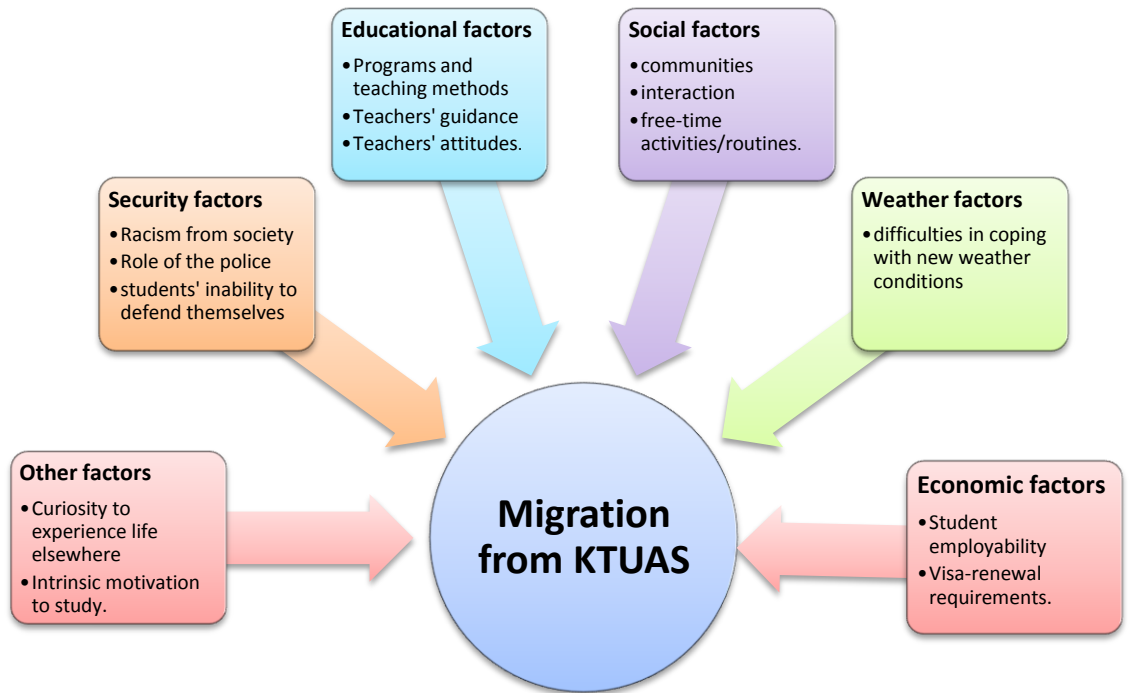 Educational factors
•Programs and
teaching methods
•Teachers' guidance
•Teachers' attitudes.
Social factors
•communities
•interaction
•free-time
activities/routines.
Security factors
•Racism from society
•Role of the police
•students' inability to
defend themselves
Weather factors
•difficulties in coping
with new weather
conditions
Other factors
•Curiosity to
experience life
elsewhere
•Intrinsic motivation
to study.
Migration
from KTUAS
Economic factors
•Student
employability
•Visa-renewal
requirements.